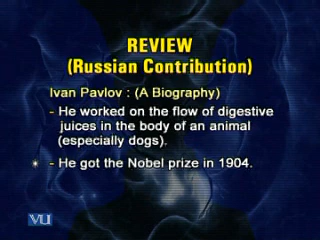 REVIEW
(Russian Contribution)
Ivan Pavlov : (A Biography)
- He worked on the flow of digestive
juices in the body of an animal
(especially dogs).
- He got the Nobel prize in 1904.
VU